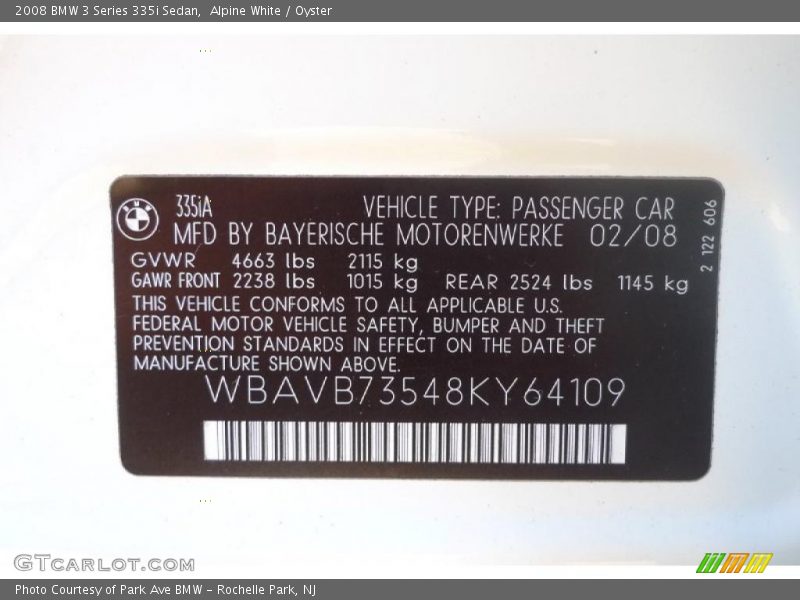 2008 BMW 3 Series 335i Sedan,  Alpine White / Oyster
BMW
335iA
VEHICLE TYPE: PASSENGER CAR
MFD BY BAYERISCHE MOTORENWERKE 02/08
GVWR 4663 lbs 2115 kg
GAWR FRONT 2238 lbs 1015 kg REAR 2524 lbs 1145 kg
THIS VEHICLE CONFORMS TO ALL APPLICABLE U.S.
FEDERAL MOTOR VEHICLE SAFETY, BUMPER AND THEFT
PREVENTION STANDARDS IN EFFECT ON THE DATE OF
MANUFACTURE SHOWN ABOVE.
WBAVB73548KY64109
2 122 606
GTCARLOT.COM
Photo Courtesy of Park Ave BMW - Rochelle Park, NJ